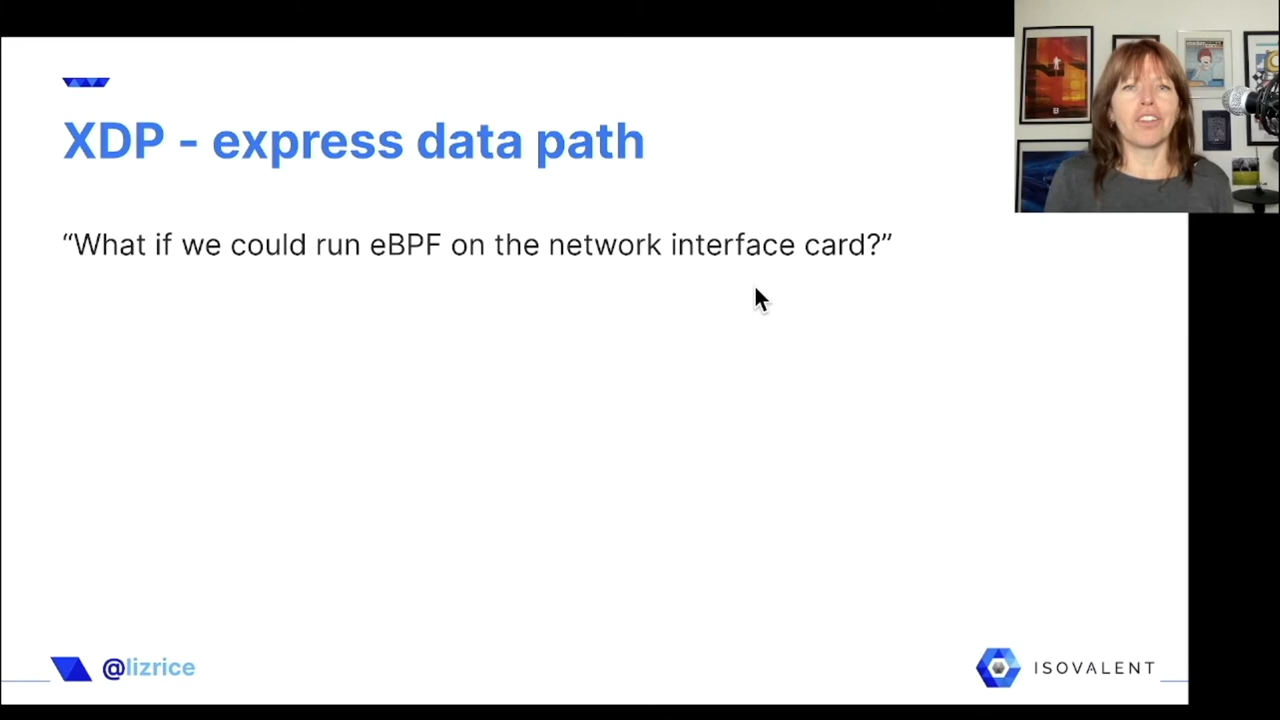 XDP - express data path
“What if we could run eBPF on the network interface card?”
@lizrice
ISOVALENT